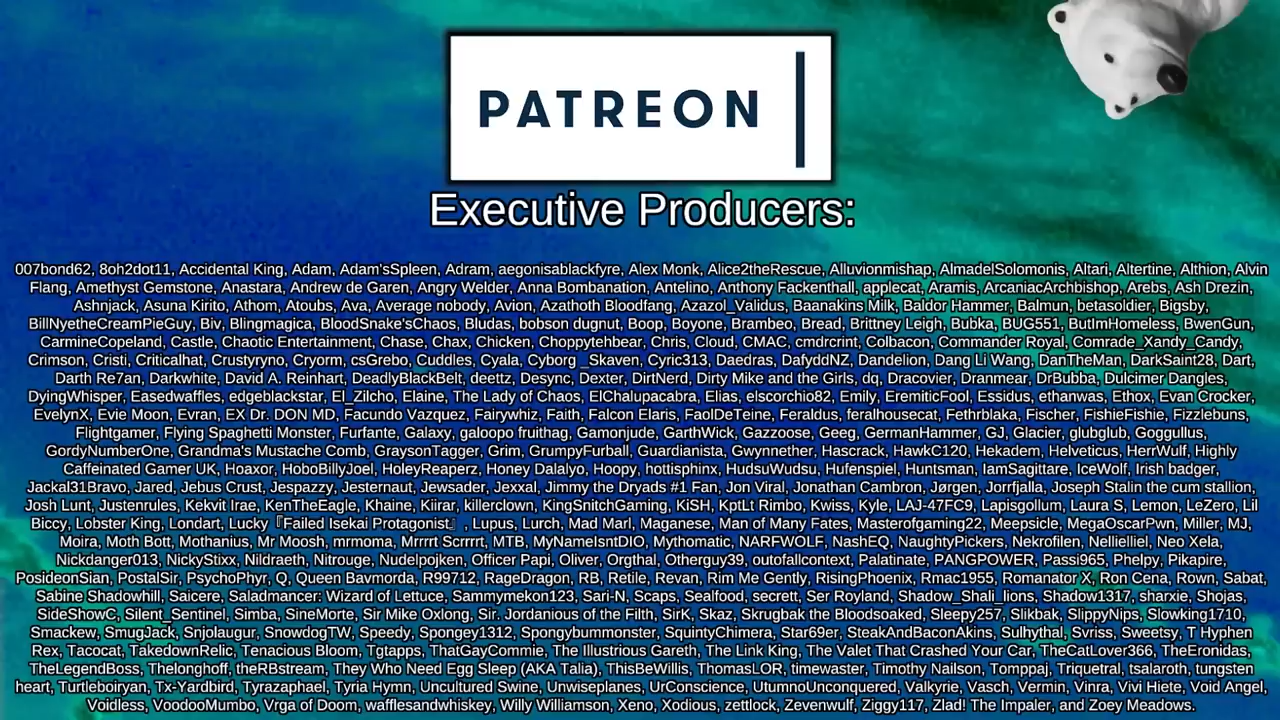 PATREON
Executive Producers:
007bond62, 8oh2dot11, Accidental King, Adam, Adam'sSpleen, Adram, aegonisablackfyre, Alex Monk, Alice2theRescue, Alluvionmishap, AlmadelSolomonis, Altari, Altertine, Althion, Alvin
Flang, Amethyst Gemstone, Anastara, Andrew de Garen, Angry Welder, Anna Bombanation, Antelino, Anthony Fackenthall, applecat, Aramis, ArcaniacArchbishop, Arebs, Ash Drezin,
Ashnjack, Asuna Kirito, Athom, Atoubs, Ava, Average nobody, Avion, Azathoth Bloodfang, Azazol_Validus, Baanakins Milk, Baldor Hammer, Balmun, betasoldier, Bigsby,
BillNyetheCreamPieGuy, Biv, Blingmagica, BloodSnake'sChaos, Bludas, bobson dugnut, Boop, Boyone, Brambeo, Bread, Brittney Leigh, Bubka, BUG551, ButImHomeless, BwenGun,
CarmineCopeland, Castle, Chaotic Entertainment, Chase, Chax, Chicken, Choppytehbear, Chris, Cloud, CMAC, cmdrcrint, Colbacon, Commander Royal, Comrade_Xandy_Candy,
Crimson, Cristi, Criticalhat, Crustyryno, Cryorm, csGrebo, Cuddles, Cyala, Cyborg _Skaven, Cyric313, Daedras, DafyddNZ, Dandelion, Dang Li Wang, DanTheMan, DarkSaint28, Dart,
Darth Re7an, Darkwhite, David A. Reinhart, DeadlyBlackBelt, deettz, Desync, Dexter, DirtNerd, Dirty Mike and the Girls, dq, Dracovier, Dranmear, DrBubba, Dulcimer Dangles,
DyingWhisper, Easedwaffles, edgeblackstar, El_Zilcho, Elaine, The Lady of Chaos, ElChalupacabra, Elias, elscorchio82, Emily, EremiticFool, Essidus, ethanwas, Ethox, Evan Crocker,
EvelynX, Evie Moon, Evran, EX Dr. DON MD, Facundo Vazquez, Fairywhiz, Faith, Falcon Elaris, FaolDeTeine, Feraldus, feralhousecat, Fethrblaka, Fischer, FishieFishie, Fizzlebuns,
Flightgamer, Flying Spaghetti Monster, Furfante, Galaxy, galoopo fruithag, Gamonjude, GarthWick, Gazzoose, Geeg, GermanHammer, GJ, Glacier, glubglub, Goggullus,
GordyNumberOne, Grandma's Mustache Comb, GraysonTagger, Grim, GrumpyFurball, Guardianista, Gwynnether, Hascrack, HawkC120, Hekadem, Helveticus, HerrWulf, Highly
Caffeinated Gamer UK, Hoaxor, HoboBillyJoel, HoleyReaperz, Honey Dalalyo, Hoopy, hottisphinx, HudsuWudsu, Hufenspiel, Huntsman, IamSagittare, IceWolf, Irish badger,
Jackal31Bravo, Jared, Jebus Crust, Jespazzy, Jesternaut, Jewsader, Jexxal, Jimmy the Dryads #1 Fan, Jon Viral, Jonathan Cambron, Jørgen, Jorrfjalla, Joseph Stalin the cum stallion,
Josh Lunt, Justenrules, Kekvit Irae, KenTheEagle, Khaine, Kiirar, killerclown, KingSnitchGaming, KiSH, KptLt Rimbo, Kwiss, Kyle, LAJ-47FC9, Lapisgollum, Laura S, Lemon, LeZero, Lil
Biccy, Lobster King, Londart, Lucky『Failed Isekai Protagonist』, Lupus, Lurch, Mad Marl, Maganese, Man of Many Fates, Masterofgaming22, Meepsicle, MegaOscarPwn, Miller, MJ,
Moira, Moth Bott, Mothanius, Mr Moosh, mrmoma, Mrrrrt Scrrrrt, MTB, MyNameIsntDIO, Mythomatic, NARFWOLF, NashEQ, NaughtyPickers, Nekrofilen, Nellielliel, Neo Xela,
Nickdanger013, NickyStixx, Nildraeth, Nitrouge, Nudelpojken, Officer Papi, Oliver, Orgthal, Otherguy39, outofallcontext, Palatinate, PANGPOWER, Passi965, Phelpy, Pikapire,
PosideonSian, PostalSir, PsychoPhyr, Q, Queen Bavmorda, R99712, RageDragon, RB, Retile, Revan, Rim Me Gently, RisingPhoenix, Rmac1955, Romanator X, Ron Cena, Rown, Sabat,
Sabine Shadowhill, Saicere, Saladmancer: Wizard of Lettuce, Sammymekon123, Sari-N, Scaps, Sealfood, secrett, Ser Royland, Shadow_Shali_lions, Shadow1317, sharxie, Shojas,
SideShowC, Silent_Sentinel, Simba, SineMorte, Sir Mike Oxlong, Sir. Jordanious of the Filth, SirK, Skaz, Skrugbak the Bloodsoaked, Sleepy257, Slikbak, SlippyNips, Slowking1710,
Smackew, SmugJack, Snjolaugur, SnowdogTW, Speedy, Spongey1312, Spongybummonster, SquintyChimera, Star69er, SteakAndBaconAkins, Sulhythal, Svriss, Sweetsy, T Hyphen
Rex, Tacocat, TakedownRelic, Tenacious Bloom, Tgtapps, ThatGayCommie, The Illustrious Gareth, The Link King, The Valet That Crashed Your Car, TheCatLover366, TheEronidas,
TheLegendBoss, Thelonghoff, theRBstream, They Who Need Egg Sleep (AKA Talia), ThisBeWillis, ThomasLOR, timewaster, Timothy Nailson, Tomppaj, Triquetral, tsalaroth, tungsten
heart, Turtleboiryan, Tx-Yardbird, Tyrazaphael, Tyria Hymn, Uncultured Swine, Unwiseplanes, UrConscience, UtumnoUnconquered, Valkyrie, Vasch, Vermin, Vinra, Vivi Hiete, Void Angel,
Voidless, VoodooMumbo, Vrga of Doom, wafflesandwhiskey, Willy Williamson, Xeno, Xodious, zettlock, Zevenwulf, Ziggy117, Zlad! The Impaler, and Zoey Meadows.